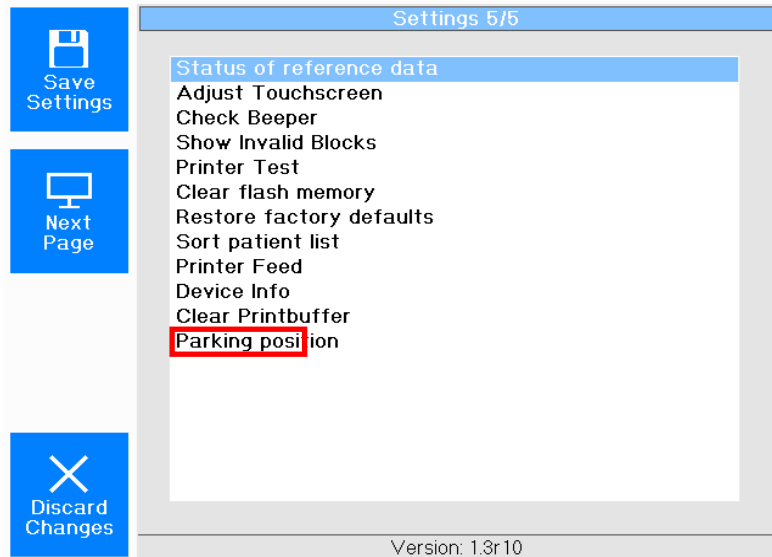 Settings 5/5
Save
Settings
Next
Page
Discard
Changes
Status of reference data
Adjust Touchscreen
Check Beeper
Show Invalid Blocks
Printer Test
Clear flash memory
Restore factory defaults
Sort patient list
Printer Feed
Device Info
Clear Printbuffer
Parking position
Version: 1.3r10